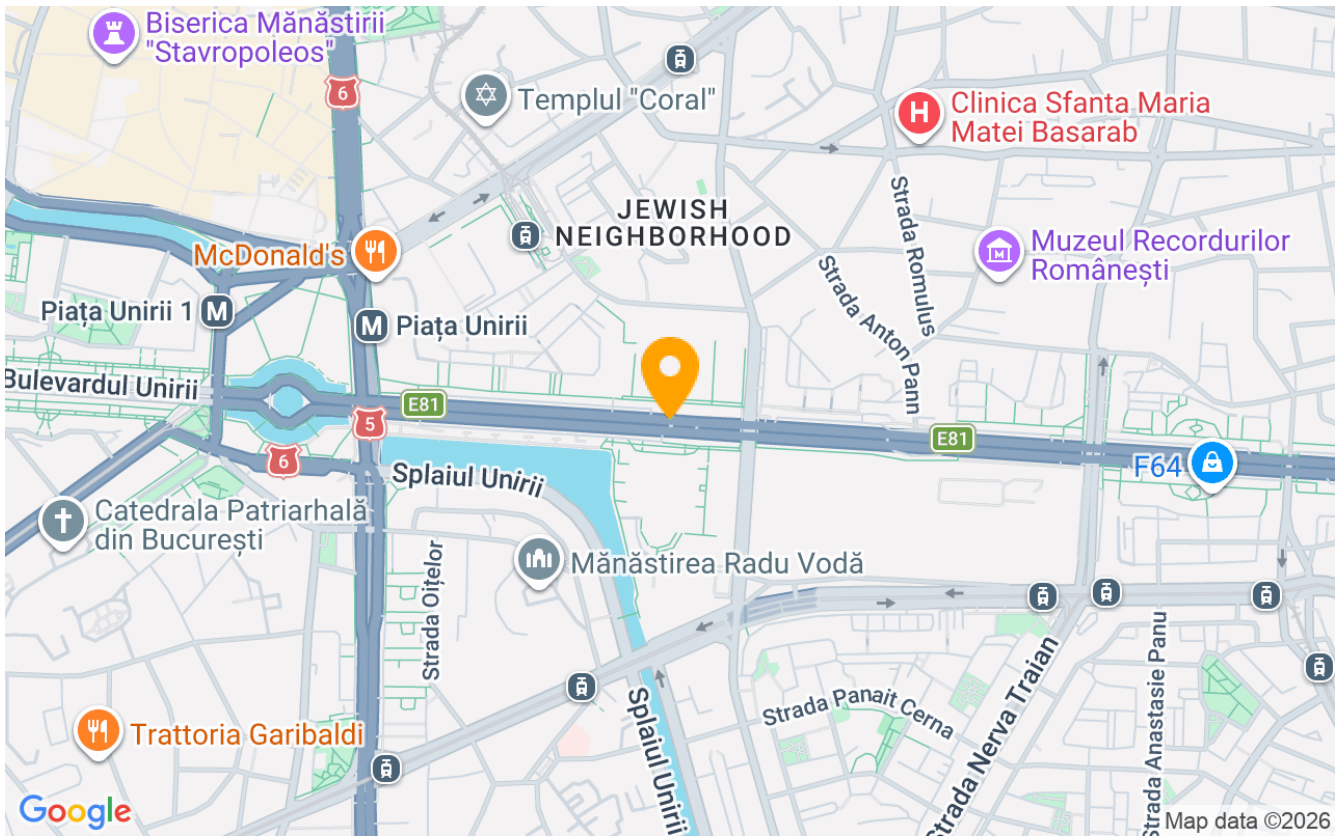 Biserica Mănăstirii
"Stavropoleos"
6
Templul "Coral"
H
Clinica Sfanta Maria
Matei Basarab
JEWISH
NEIGHBORHOOD
Strada Romulus
McDonald's
Muzeul Recordurilor
Românești
Strada Anton Pann
Piața Unirii 1
M
M
Piața Unirii
Bulevardul Unirii
E81
5
E81
6
F64
Splaiul Unirii
Catedrala Patriarhală
din București
Strada Oițelor
Mănăstirea Radu Vodă
Splaiul Unirii
Strada Panait Cerna
Strada Nerva Traian
Strada Anastasie Panu
Trattoria Garibaldi
Google
Map data ©2026